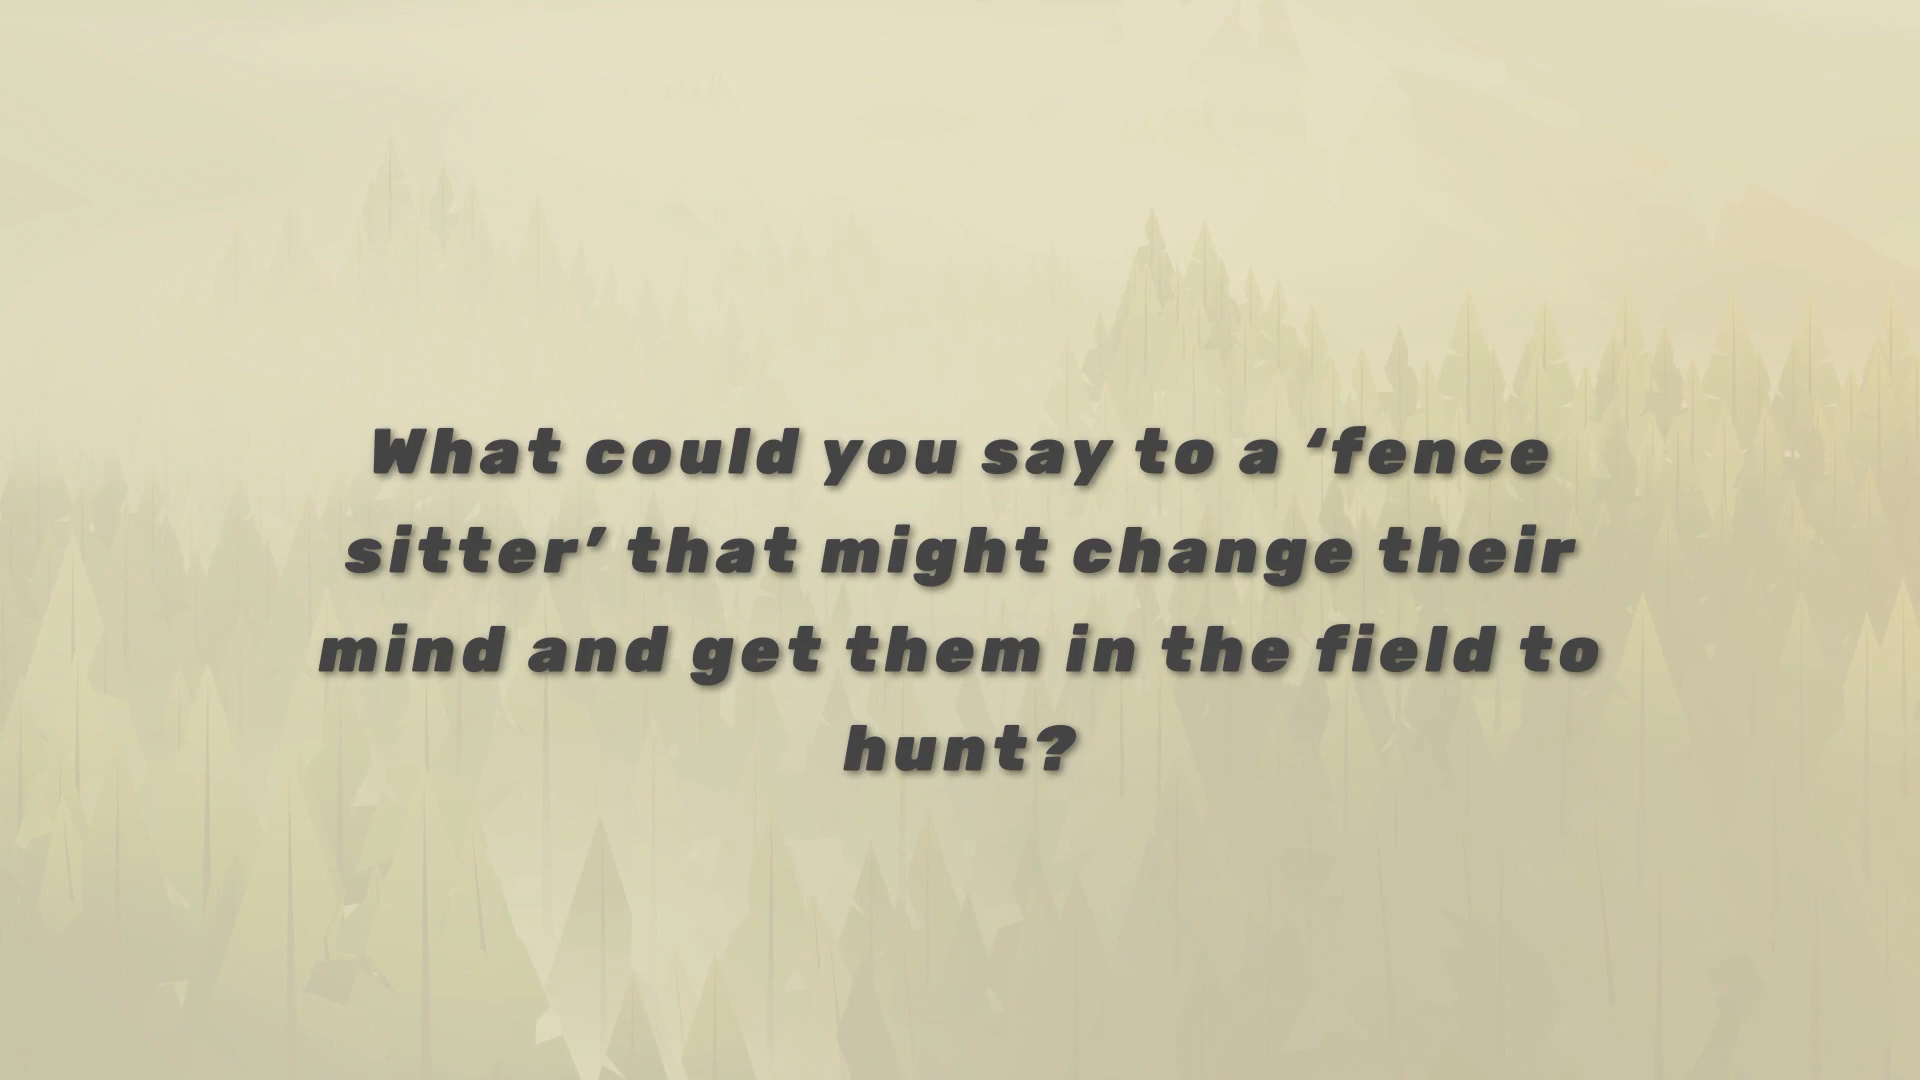 What could you say to a ‘fence
sitter’ that might change their
mind and get them in the field to
hunt?